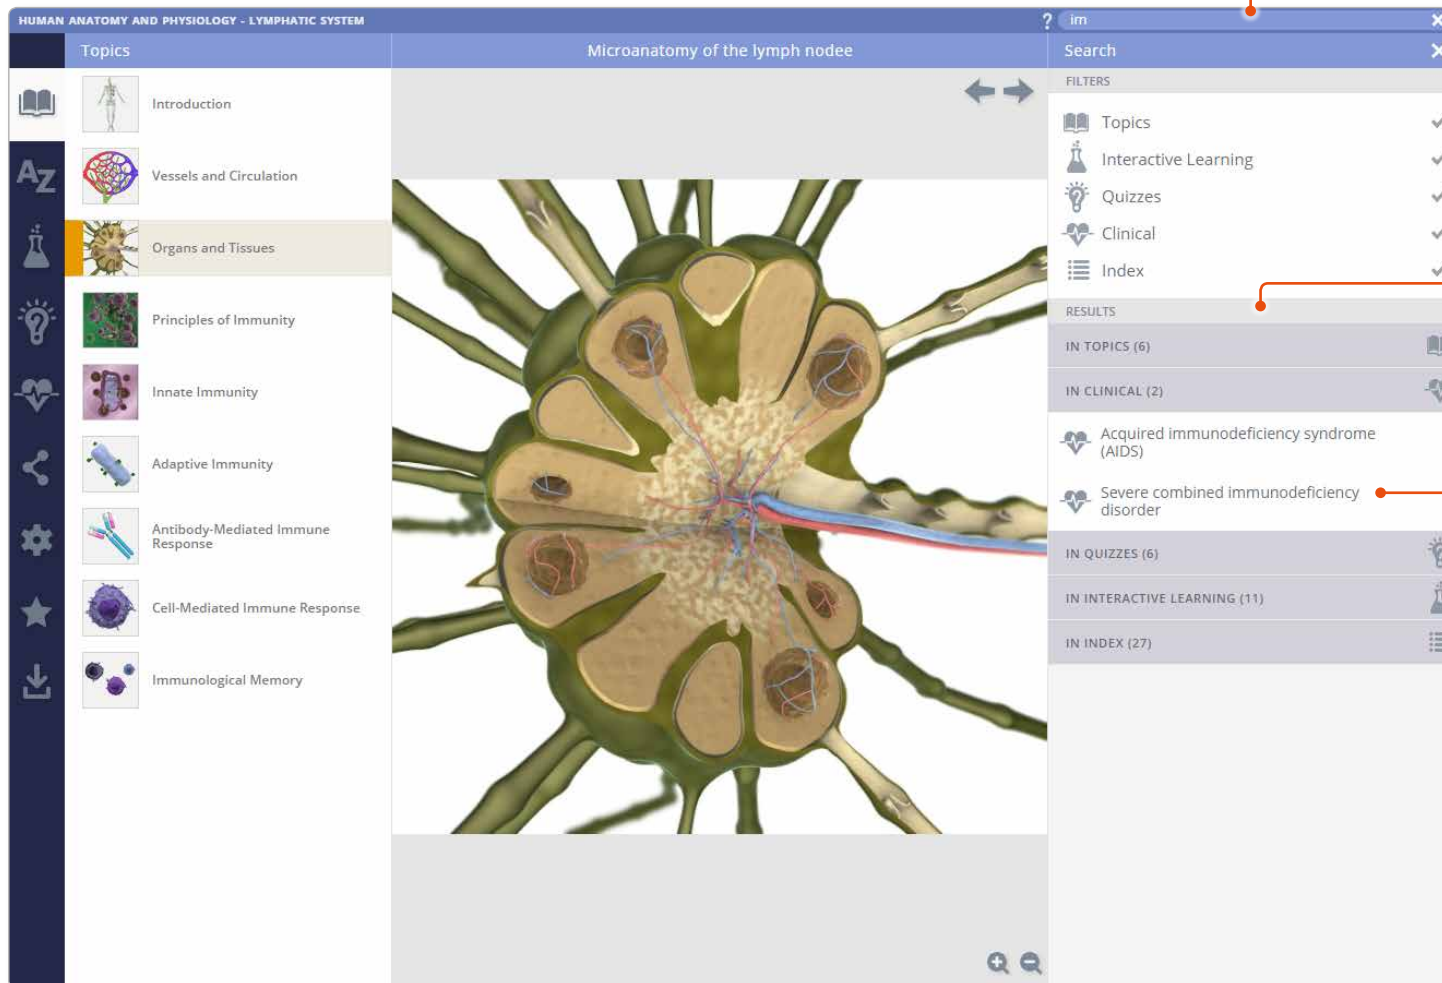 HUMAN ANATOMY AND PHYSIOLOGY - LYMPHATIC SYSTEM
? im
Topics
Microanatomy of the lymph nodee
Search
FILTERS
Introduction
Vessels and Circulation
Organs and Tissues
Principles of Immunity
Innate Immunity
Adaptive Immunity
Antibody-Mediated Immune
Response
Cell-Mediated Immune Response
Immunological Memory
AZ
Topics
Interactive Learning
Quizzes
Clinical
Index
RESULTS
IN TOPICS (6)
IN CLINICAL (2)
Acquired immunodeficiency syndrome
(AIDS)
Severe combined immunodeficiency
disorder
IN QUIZZES (6)
IN INTERACTIVE LEARNING (11)
IN INDEX (27)